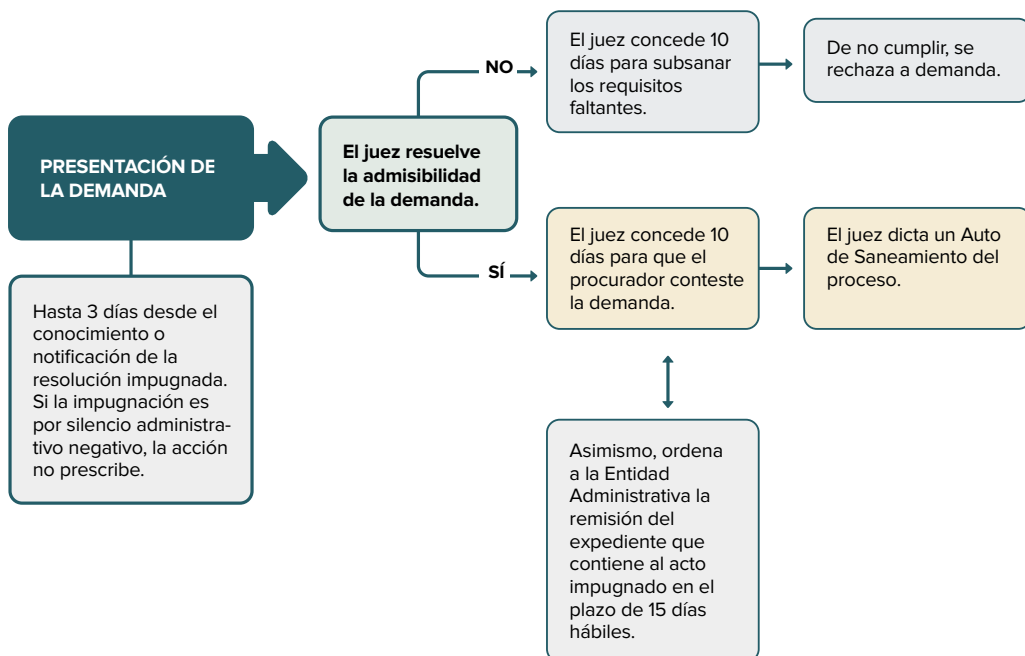 PRESENTACIÓN DE
LA DEMANDA
Hasta 3 días desde el
conocimiento o
notificación de la
resolución impugnada.
Si la impugnación es
por silencio administra-
tivo negativo, la acción
no prescribe.
El juez resuelve
la admisibilidad
de la demanda.
NO
El juez concede 10
días para subsanar
los requisitos
faltantes.
De no cumplir, se
rechaza a demanda.
SÍ
El juez concede 10
días para que el
procurador conteste
la demanda.
El juez dicta un Auto
de Saneamiento del
proceso.
Asimismo, ordena
a la Entidad
Administrativa la
remisión del
expediente que
contiene al acto
impugnado en el
plazo de 15 días
hábiles.